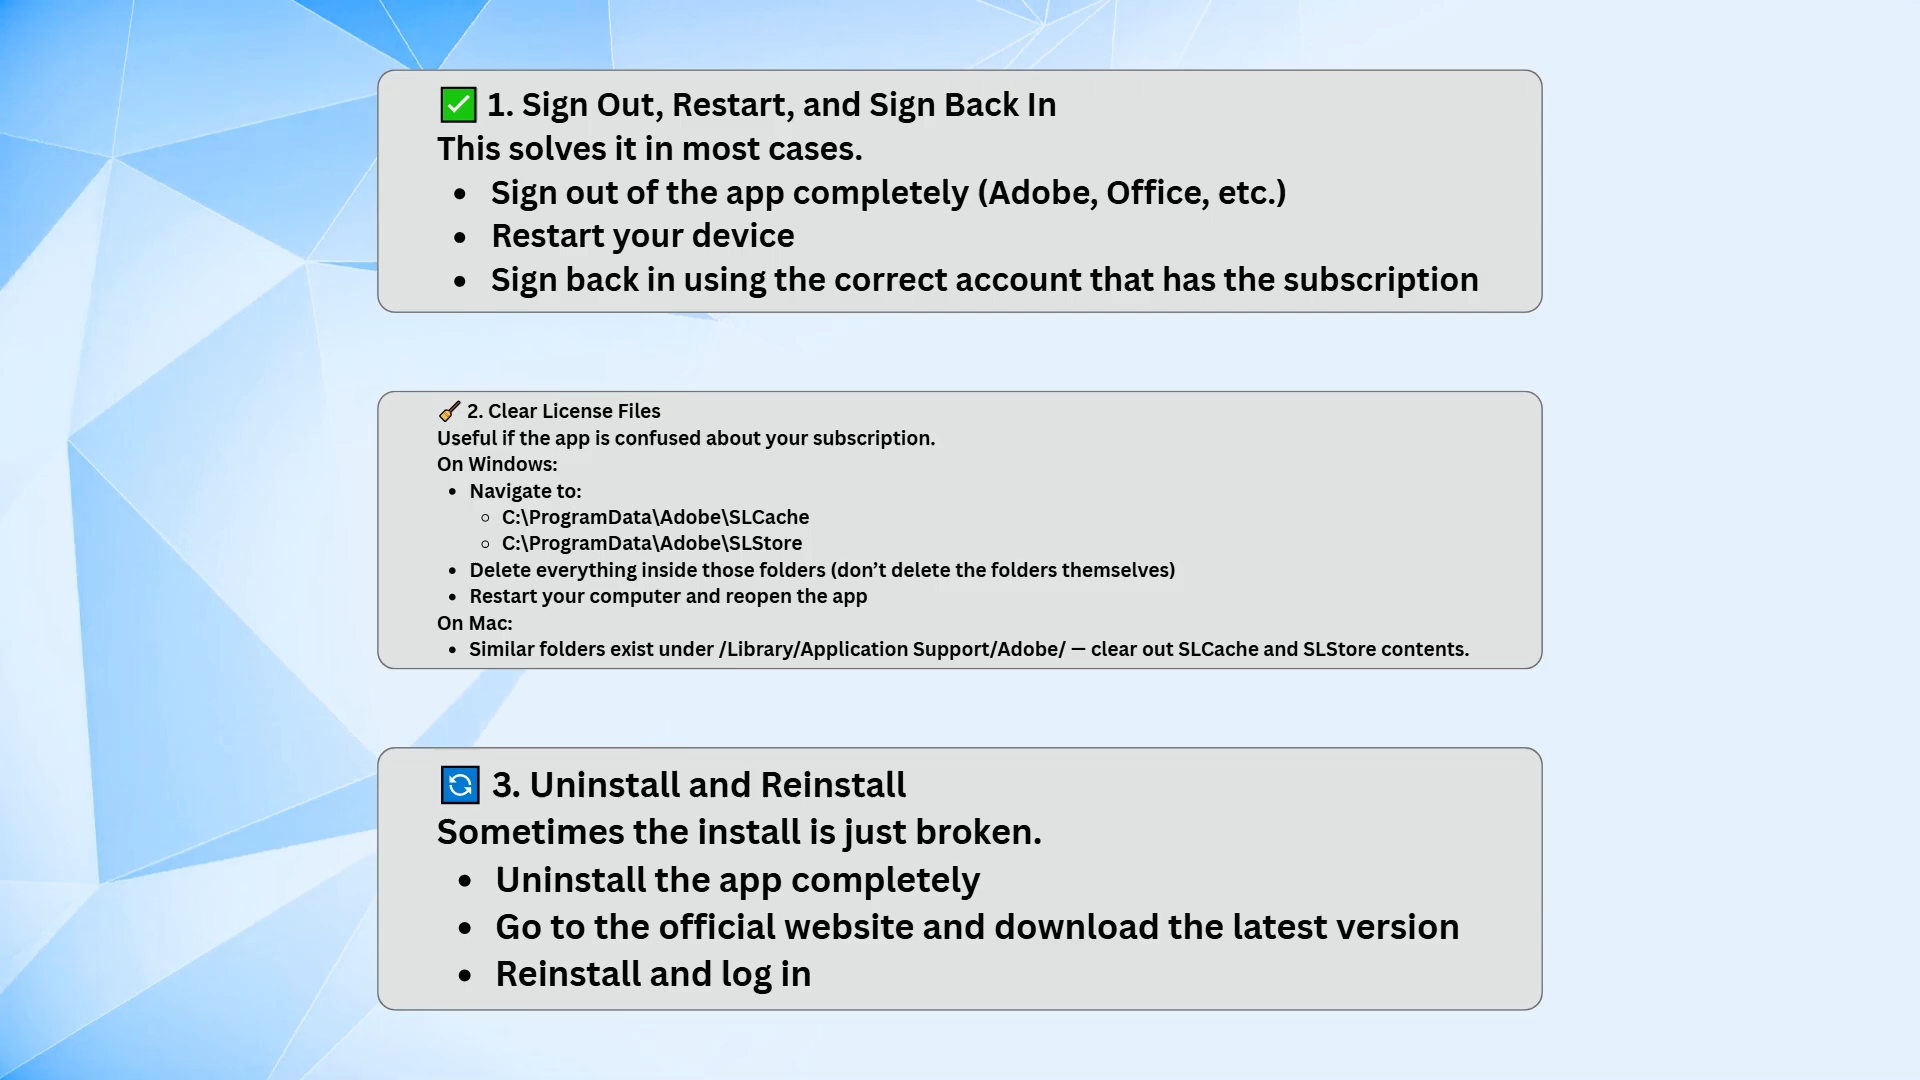 ✅ 1. Sign Out, Restart, and Sign Back In
This solves it in most cases.
• Sign out of the app completely (Adobe, Office, etc.)
• Restart your device
• Sign back in using the correct account that has the subscription
🧹 2. Clear License Files
Useful if the app is confused about your subscription.
On Windows:
• Navigate to:
○ C:\ProgramData\Adobe\SLCache
○ C:\ProgramData\Adobe\SLStore
• Delete everything inside those folders (don’t delete the folders themselves)
• Restart your computer and reopen the app
On Mac:
• Similar folders exist under /Library/Application Support/Adobe/ — clear out SLCache and SLStore contents.
🔄 3. Uninstall and Reinstall
Sometimes the install is just broken.
• Uninstall the app completely
• Go to the official website and download the latest version
• Reinstall and log in